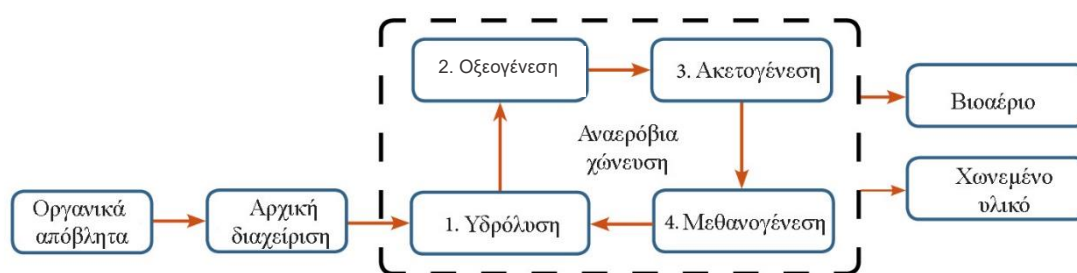 2. Οξεογένεση
3. Ακετογένεση
Βιοαέριο
Αναερόβια
χώνευση
Οργανικά
απόβλητα
Αρχική
διαχείριση
1. Υδρόλυση
4. Μεθανογένεση
Χωνεμένο
υλικό